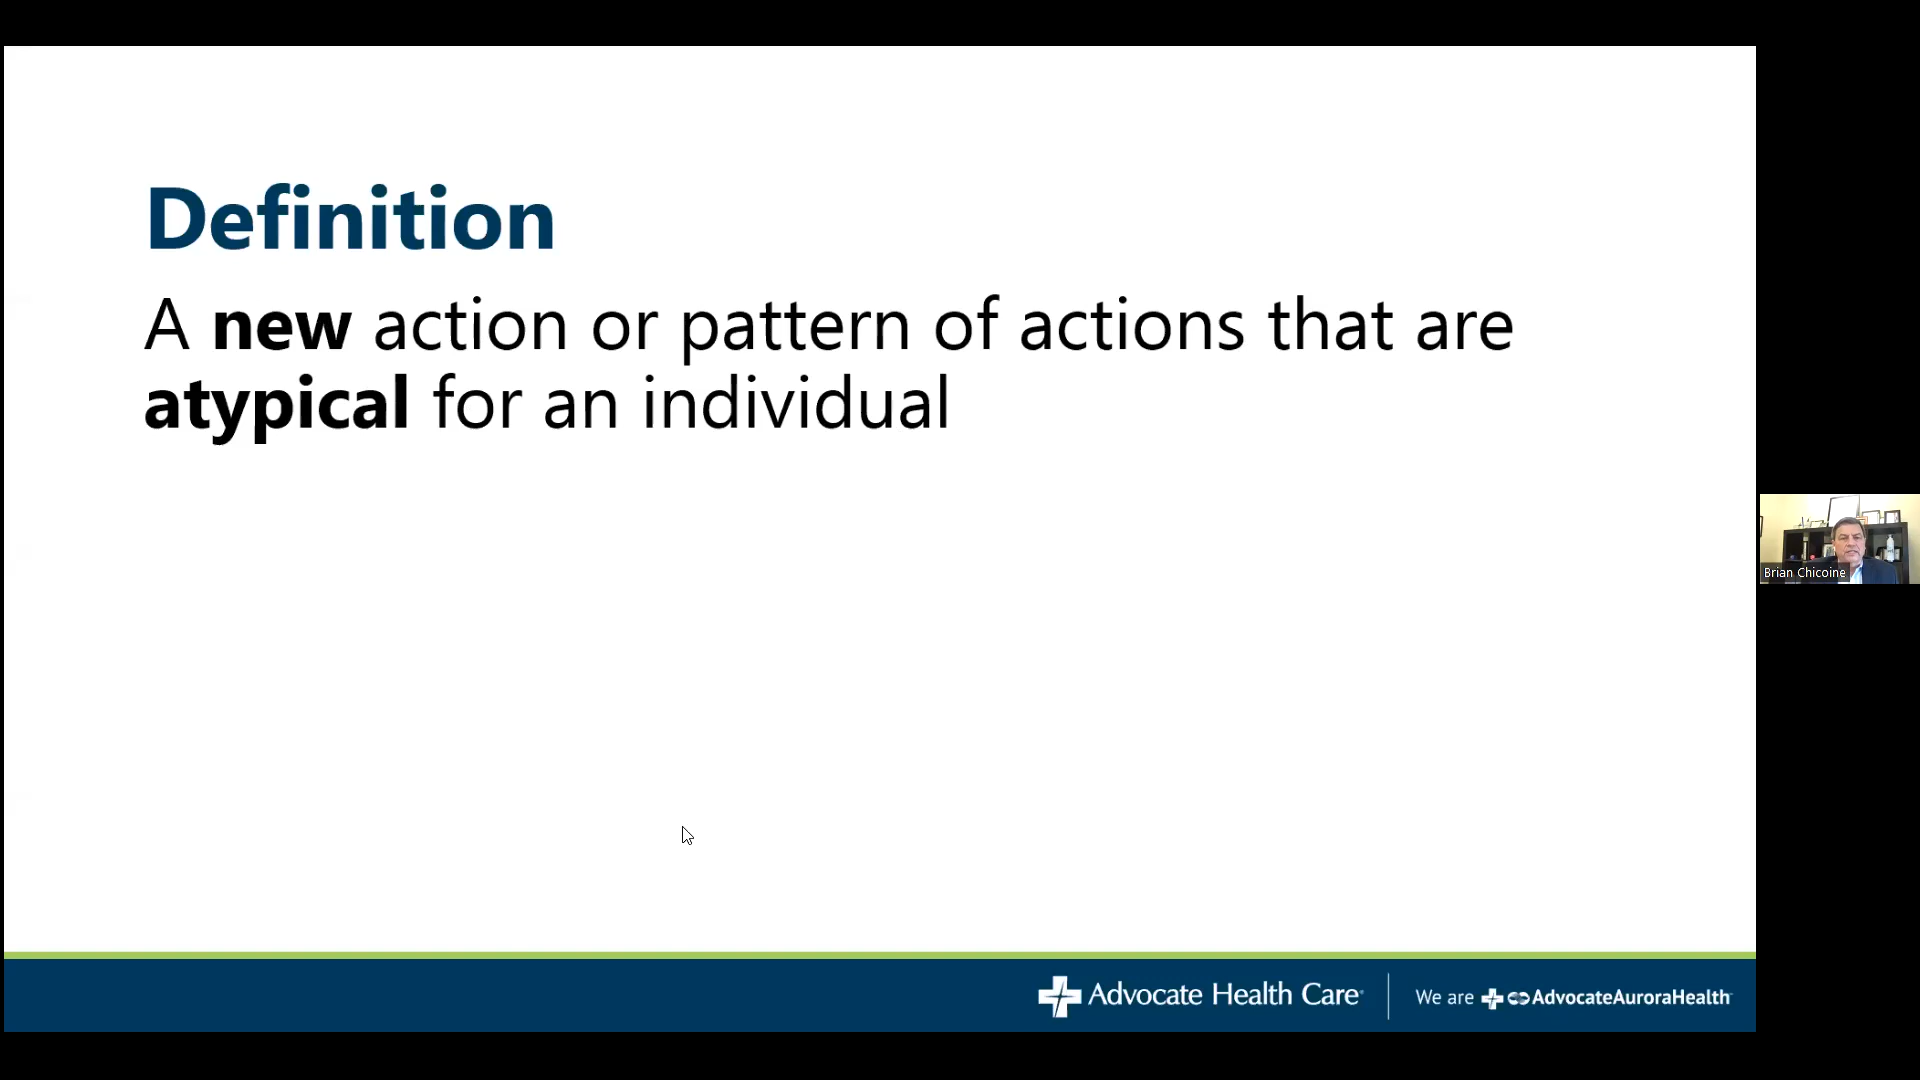 Definition
A new action or pattern of actions that are
atypical for an individual
Brian Chicoine
Advocate Health Care
We are AdvocateAuroraHealth